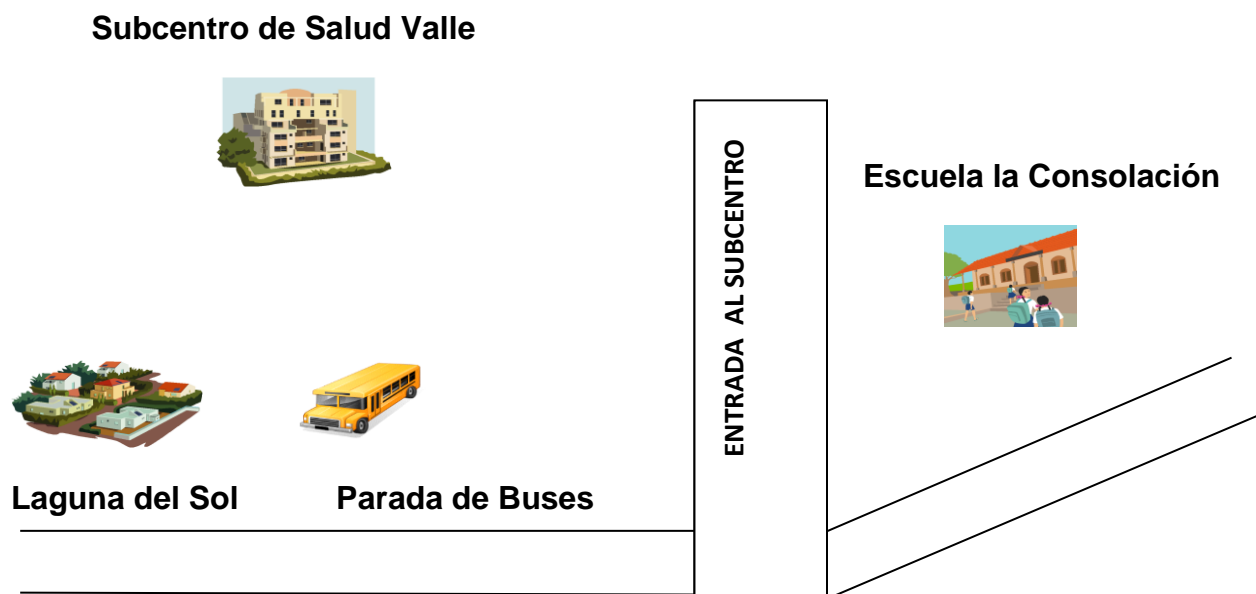 Subcentro de Salud Valle
ENTRADA  AL SUBCENTRO
Escuela la Consolación
Laguna del Sol
Parada de Buses